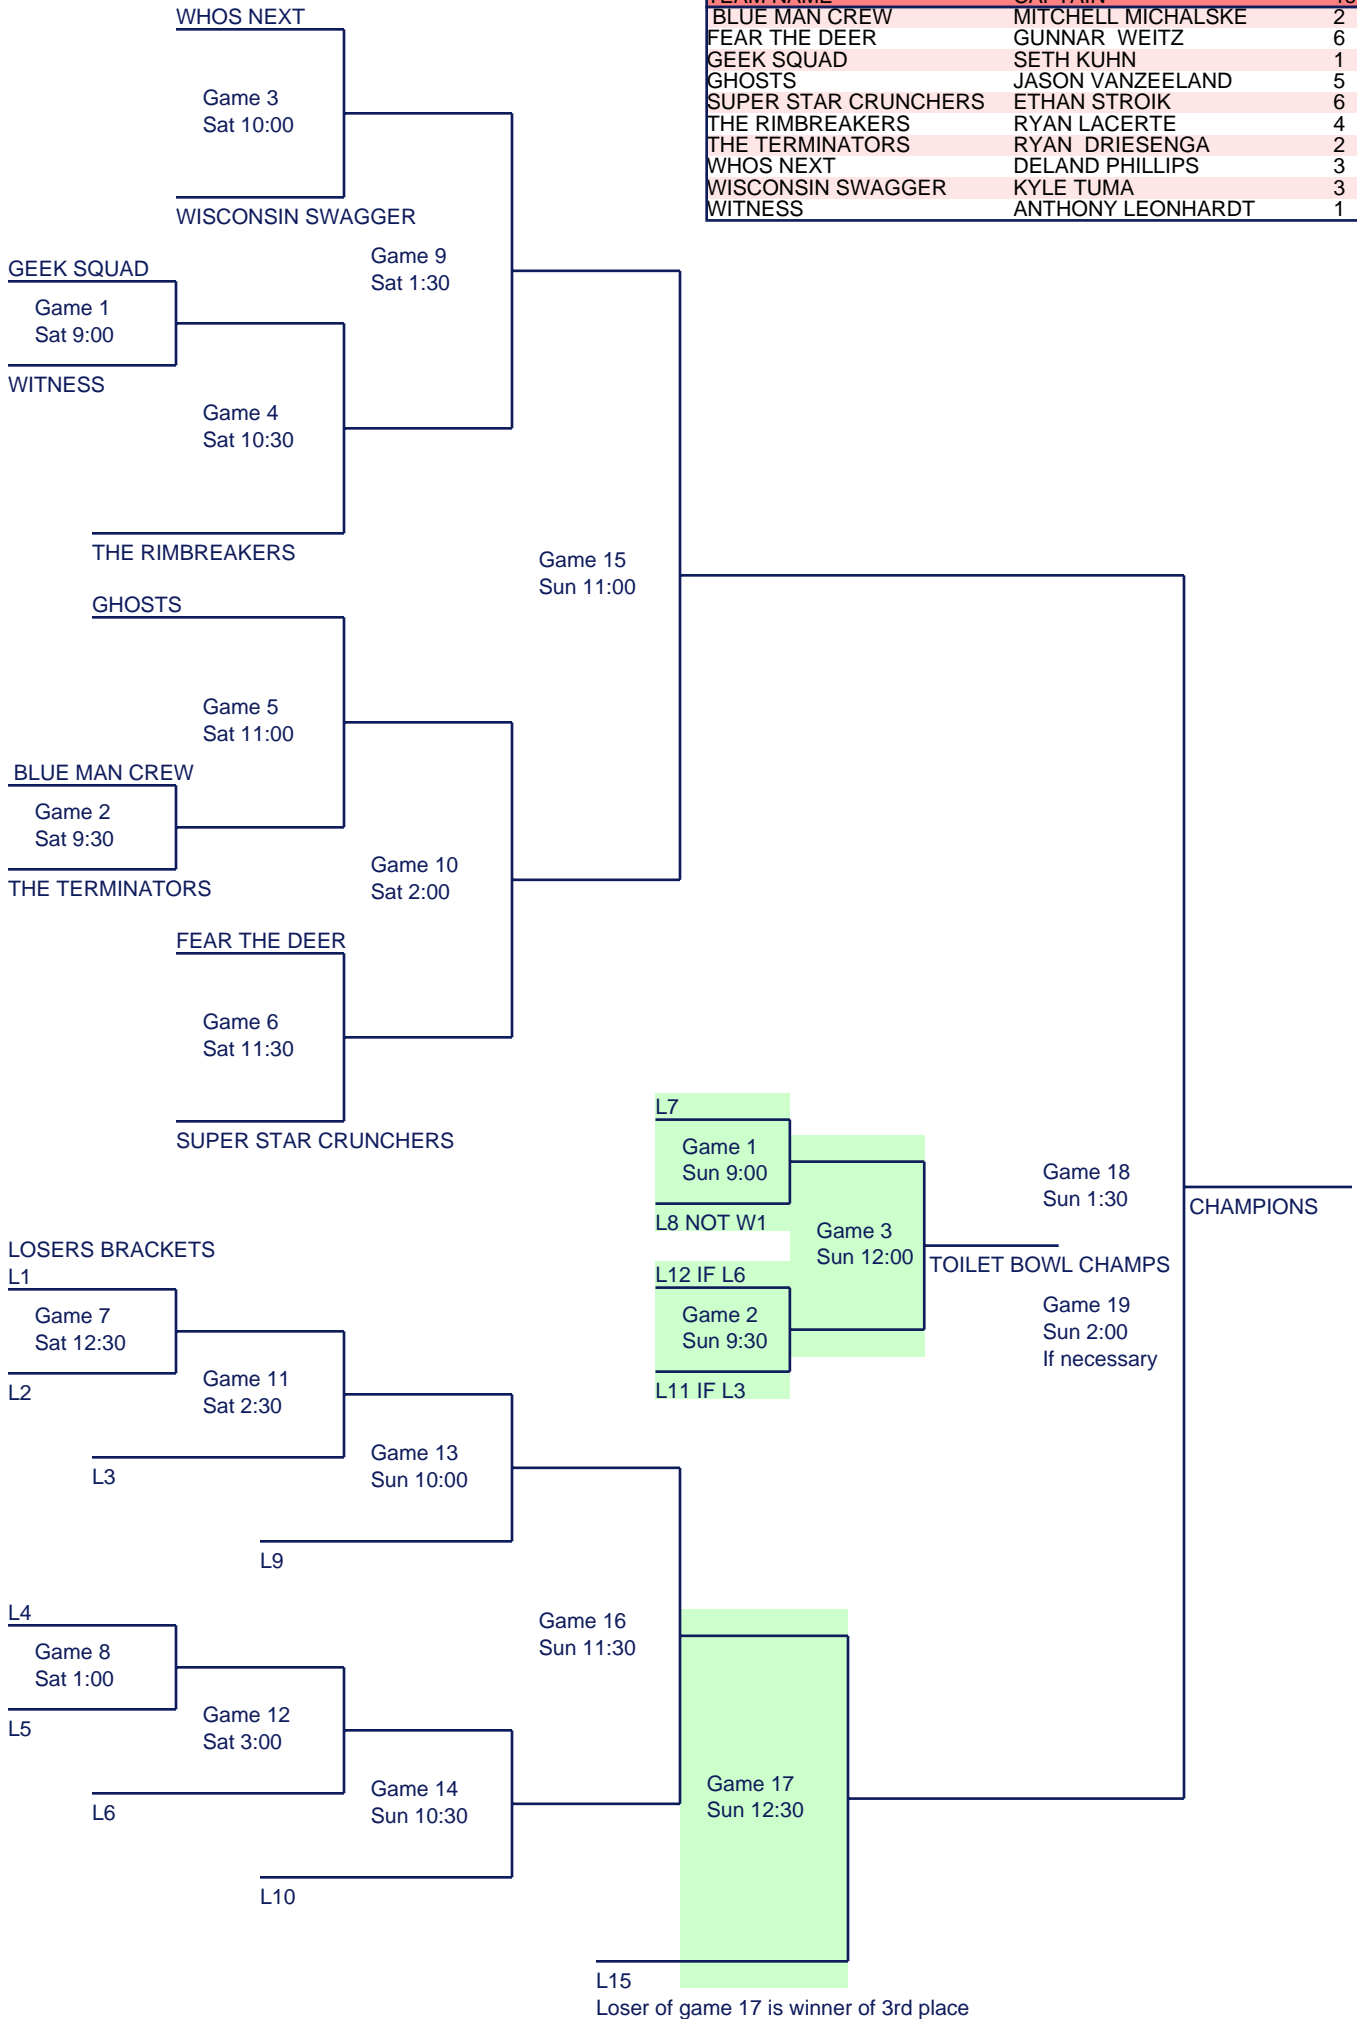 WHOS NEXT
Game 3
Sat 10:00
WISCONSIN SWAGGER
Game 9
Sat 1:30
GEEK SQUAD
Game 1
Sat 9:00
WITNESS
Game 4
Sat 10:30
THE RIMBREAKERS
Game 15
Sun 11:00
GHOSTS
Game 5
Sat 11:00
BLUE MAN CREW
Game 2
Sat 9:30
THE TERMINATORS
Game 10
Sat 2:00
FEAR THE DEER
Game 6
Sat 11:30
SUPER STAR CRUNCHERS
TEAM NAME CAPTAIN
BLUE MAN CREW MITCHELL MICHALSKE 2
FEAR THE DEER GUNNAR WEITZ 6
GEEK SQUAD SETH KUHN 1
GHOSTS JASON VANZEELAND 5
SUPER STAR CRUNCHERS ETHAN STROIK 6
THE RIMBREAKERS RYAN LACERTE 4
THE TERMINATORS RYAN DRIESENGA 2
WHOS NEXT DELAND PHILLIPS 3
WISCONSIN SWAGGER KYLE TUMA 3
WITNESS ANTHONY LEONHARDT 1
L7
Game 1
Sun 9:00
L8 NOT W1
Game 3
Sun 12:00
L12 IF L6
Game 2
Sun 9:30
L11 IF L3
TOILET BOWL CHAMPS
Game 18
Sun 1:30
CHAMPIONS
Game 19
Sun 2:00
If necessary
LOSERS BRACKETS
L1
Game 7
Sat 12:30
L2
Game 11
Sat 2:30
L3
Game 13
Sun 10:00
L9
L4
Game 8
Sat 1:00
L5
Game 12
Sat 3:00
L6
Game 14
Sun 10:30
L10
Game 16
Sun 11:30
Game 17
Sun 12:30
L15
Loser of game 17 is winner of 3rd place